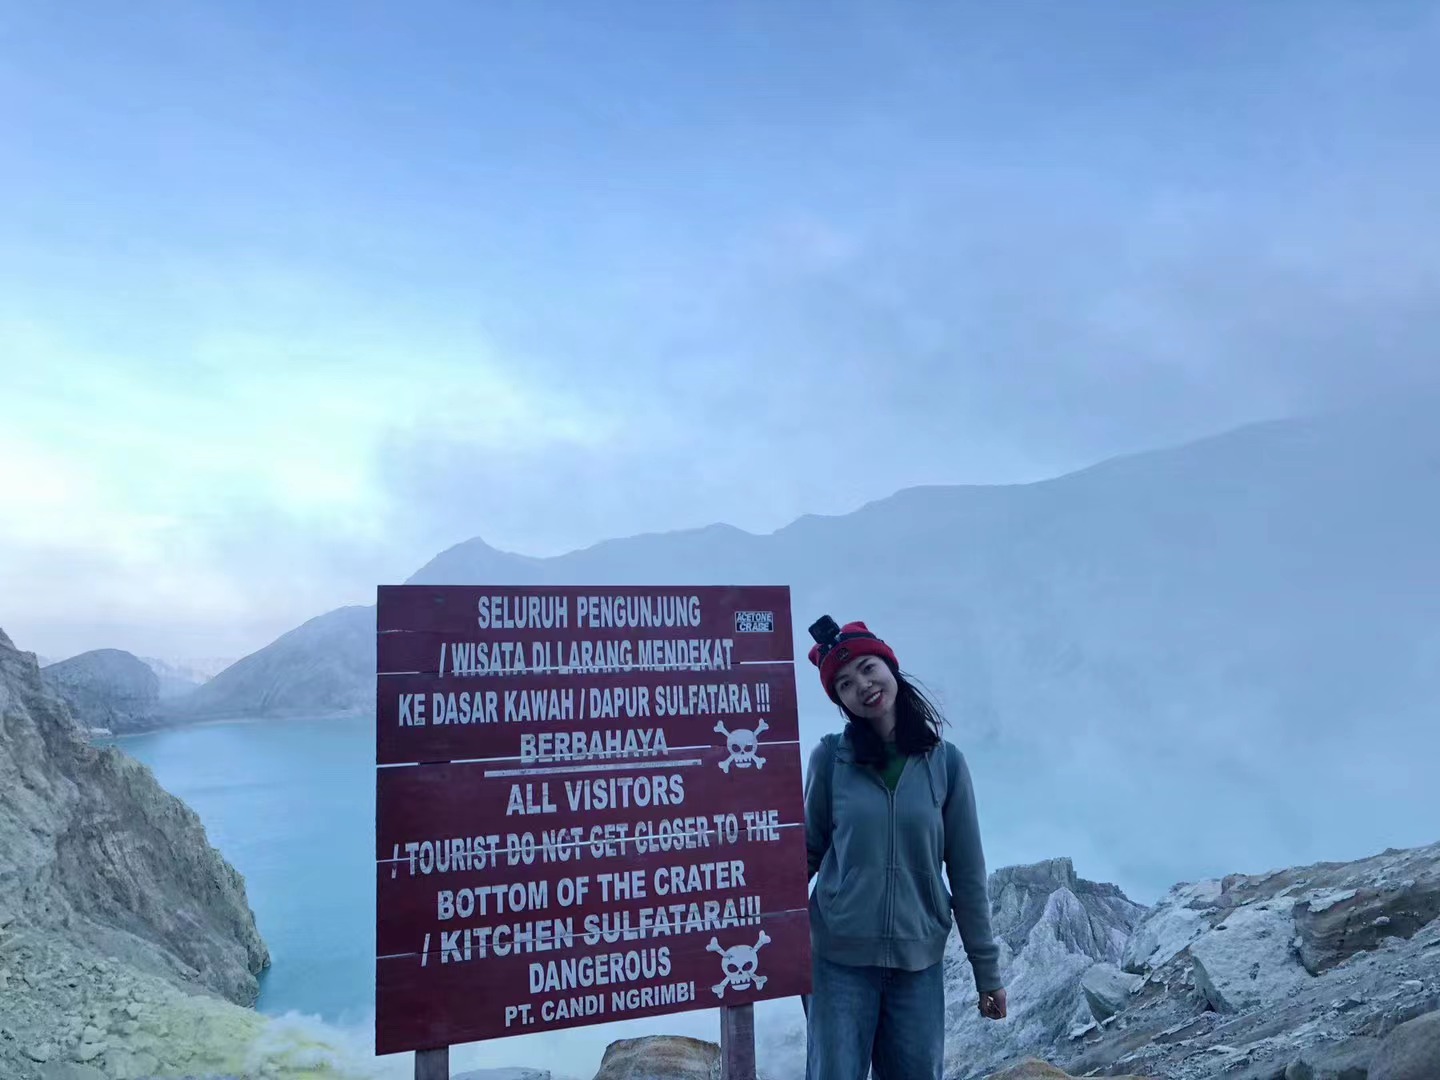 SELURUH PENGUNJUNG
ACETONE
CRABE
/ WISATA DI LARANG MENDEKAT
KE DASAR KAWAH / DAPUR SULFATARA !!!
BERBAHAYA
ALL VISITORS
/ TOURIST DO NOT GET CLOSER TO THE
BOTTOM OF THE CRATER
/ KITCHEN SULFATARA!!!
DANGEROUS
PT. CANDI NGRIMBI